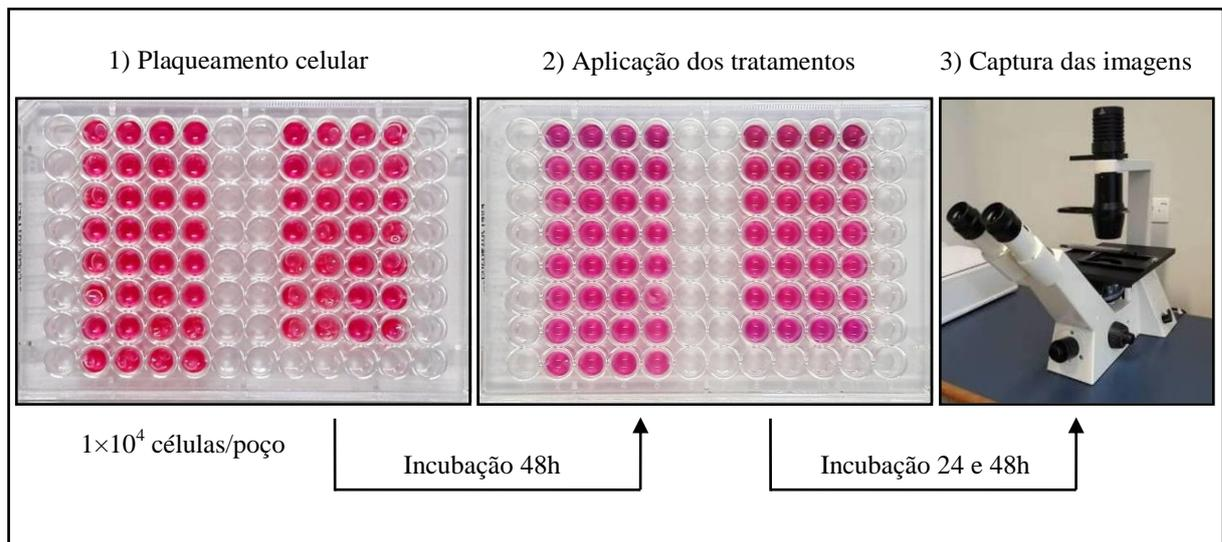 1) Plaqueamento celular
2) Aplicação dos tratamentos
3) Captura das imagens
1×10⁴ células/poço
Incubação 48h
Incubação 24 e 48h